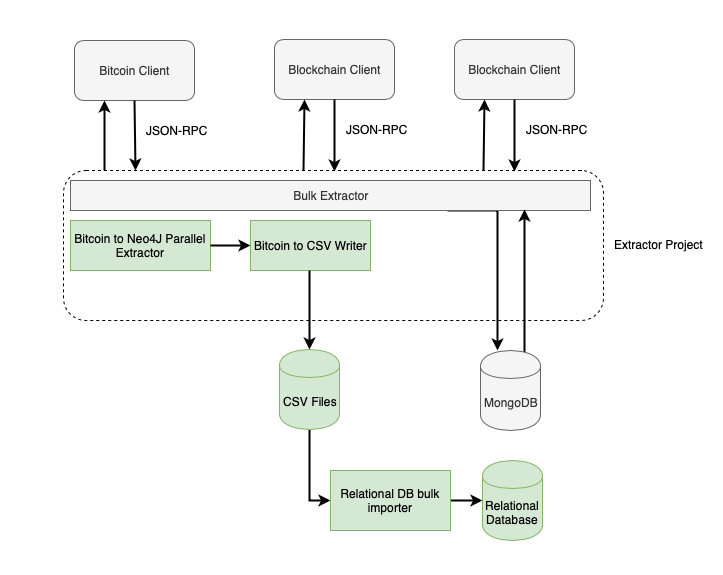 Bitcoin Client
Blockchain Client
Blockchain Client
JSON-RPC
JSON-RPC
JSON-RPC
Bulk Extractor
Bitcoin to Neo4J Parallel
Extractor
Bitcoin to CSV Writer
Extractor Project
CSV Files
MongoDB
Relational DB bulk
importer
Relational
Database